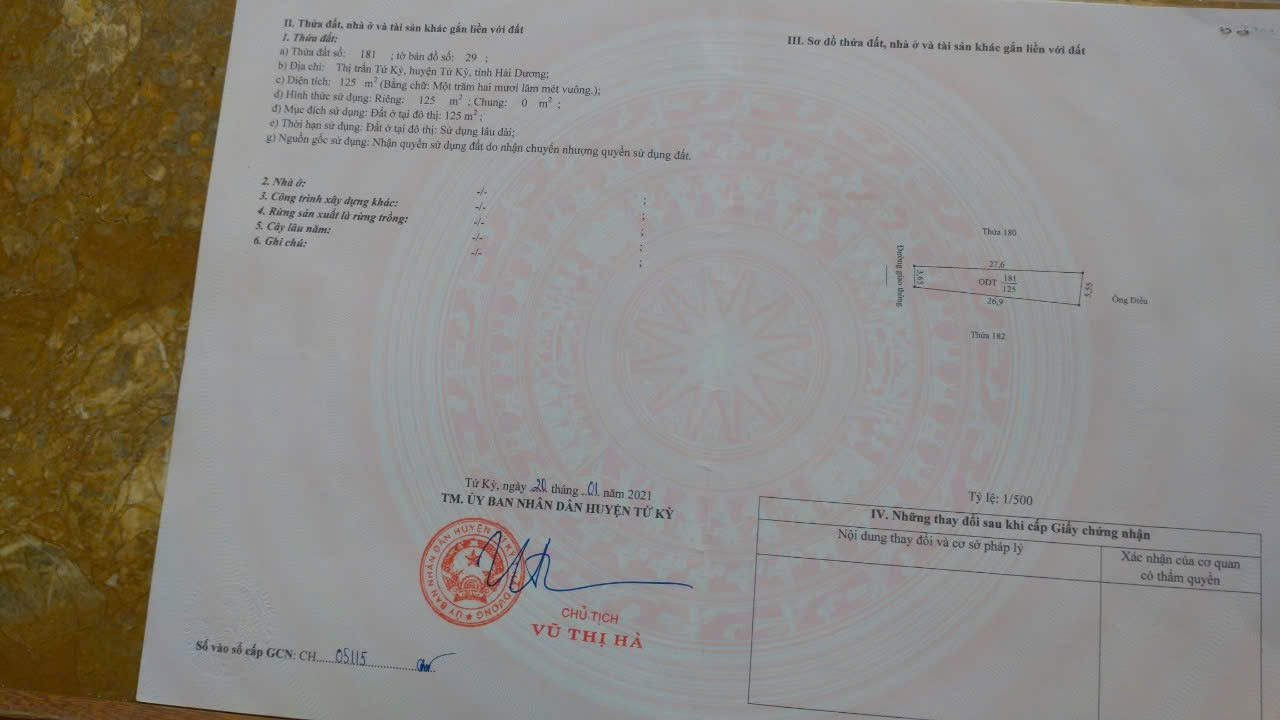 II. Thửa đất, nhà ở và tài sản khác gắn liền với đất
1. Thửa đất:
a) Thửa đất số: 181 ; tờ bản đồ số: 29 ;
b) Địa chỉ: Thị trấn Tứ Kỳ, huyện Tứ Kỳ, tỉnh Hải Dương;
c) Diện tích: 125 m² (Bằng chữ: Một trăm hai mươi lăm mét vuông.);
d) Hình thức sử dụng: Riêng: 125 m² ; Chung: 0 m² ;
đ) Mục đích sử dụng: Đất ở tại đô thị: 125 m² ;
e) Thời hạn sử dụng: Đất ở tại đô thị: Sử dụng lâu dài;
g) Nguồn gốc sử dụng: Nhận quyền sử dụng đất do nhận chuyển nhượng quyền sử dụng đất.
2. Nhà ở: -/- ;
3. Công trình xây dựng khác: -/- ;
4. Rừng sản xuất là rừng trồng: -/- ;
5. Cây lâu năm: -/- ;
6. Ghi chú: -/- ;
Tứ Kỳ, ngày 20 tháng 01 năm 2021
TM. ỦY BAN NHÂN DÂN HUYỆN TỨ KỲ
ỦY BAN NHÂN DÂN HUYỆN TỨ KỲ
CHỦ TỊCH
VŨ THỊ HÀ
Số vào sổ cấp GCN: CH.....05115
III. Sơ đồ thửa đất, nhà ở và tài sản khác gắn liền với đất
Thửa 180
Đường giao thông
27,6
3,65
ODT 181
125
5,55
26,9
Ông Điều
Thửa 182
Tỷ lệ: 1/500
IV. Những thay đổi sau khi cấp Giấy chứng nhận
Nội dung thay đổi và cơ sở pháp lý
Xác nhận của cơ quan
có thẩm quyền